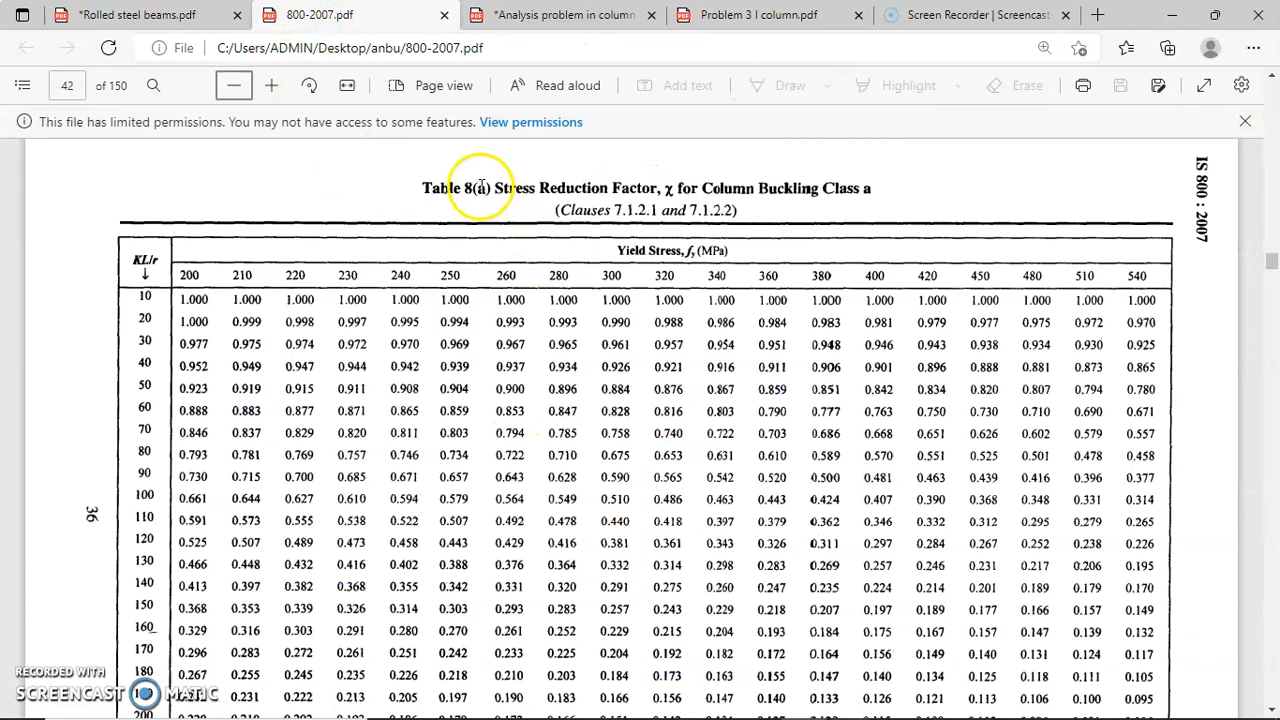 *Rolled steel beams.pdf
800-2007.pdf
*Analysis problem in column
Problem 3 I column.pdf
Screen Recorder | Screencast
File C:/Users/ADMIN/Desktop/anbu/800-2007.pdf
42 of 150 Page view Read aloud Add text Draw Highlight Erase
This file has limited permissions. You may not have access to some features. View permissions
Table 8(a) Stress Reduction Factor, χ for Column Buckling Class a
(Clauses 7.1.2.1 and 7.1.2.2)
IS 800 : 2007
KL/r Yield Stress, fy (MPa)
↓ 200 210 220 230 240 250 260 280 300 320 340 360 380 400 420 450 480 510 540
10 1.000 1.000 1.000 1.000 1.000 1.000 1.000 1.000 1.000 1.000 1.000 1.000 1.000 1.000 1.000 1.000 1.000 1.000 1.000
20 1.000 0.999 0.998 0.997 0.995 0.994 0.993 0.993 0.990 0.988 0.986 0.984 0.983 0.981 0.979 0.977 0.975 0.972 0.970
30 0.977 0.975 0.974 0.972 0.970 0.969 0.967 0.965 0.961 0.957 0.954 0.951 0.948 0.946 0.943 0.938 0.934 0.930 0.925
40 0.952 0.949 0.947 0.944 0.942 0.939 0.937 0.934 0.926 0.921 0.916 0.911 0.906 0.901 0.896 0.888 0.881 0.873 0.865
50 0.923 0.919 0.915 0.911 0.908 0.904 0.900 0.896 0.884 0.876 0.867 0.859 0.851 0.842 0.834 0.820 0.807 0.794 0.780
60 0.888 0.883 0.877 0.871 0.865 0.859 0.853 0.847 0.828 0.816 0.803 0.790 0.777 0.763 0.750 0.730 0.710 0.690 0.671
70 0.846 0.837 0.829 0.820 0.811 0.803 0.794 0.785 0.758 0.740 0.722 0.703 0.686 0.668 0.651 0.626 0.602 0.579 0.557
80 0.793 0.781 0.769 0.757 0.746 0.734 0.722 0.710 0.675 0.653 0.631 0.610 0.589 0.570 0.551 0.525 0.501 0.478 0.458
90 0.730 0.715 0.700 0.685 0.671 0.657 0.643 0.628 0.590 0.565 0.542 0.520 0.500 0.481 0.463 0.439 0.416 0.396 0.377
100 0.661 0.644 0.627 0.610 0.594 0.579 0.564 0.549 0.510 0.486 0.463 0.443 0.424 0.407 0.390 0.368 0.348 0.331 0.314
110 0.591 0.573 0.555 0.538 0.522 0.507 0.492 0.478 0.440 0.418 0.397 0.379 0.362 0.346 0.332 0.312 0.295 0.279 0.265
120 0.525 0.507 0.489 0.473 0.458 0.443 0.429 0.416 0.381 0.361 0.343 0.326 0.311 0.297 0.284 0.267 0.252 0.238 0.226
130 0.466 0.448 0.432 0.416 0.402 0.388 0.376 0.364 0.332 0.314 0.298 0.283 0.269 0.257 0.246 0.231 0.217 0.206 0.195
140 0.413 0.397 0.382 0.368 0.355 0.342 0.331 0.320 0.291 0.275 0.260 0.247 0.235 0.224 0.214 0.201 0.189 0.179 0.170
150 0.368 0.353 0.339 0.326 0.314 0.303 0.293 0.283 0.257 0.243 0.229 0.218 0.207 0.197 0.189 0.177 0.166 0.157 0.149
160 0.329 0.316 0.303 0.291 0.280 0.270 0.261 0.252 0.229 0.215 0.204 0.193 0.184 0.175 0.167 0.157 0.147 0.139 0.132
170 0.296 0.283 0.272 0.261 0.251 0.242 0.233 0.225 0.204 0.192 0.182 0.172 0.164 0.156 0.149 0.140 0.131 0.124 0.117
180 0.267 0.255 0.245 0.235 0.226 0.218 0.210 0.203 0.184 0.173 0.163 0.155 0.147 0.140 0.134 0.125 0.118 0.111 0.105
0.231 0.222 0.213 0.205 0.197 0.190 0.183 0.166 0.156 0.147 0.140 0.133 0.126 0.121 0.113 0.106 0.100 0.095
200
36
RECORDED WITH
SCREENCAST MATIC